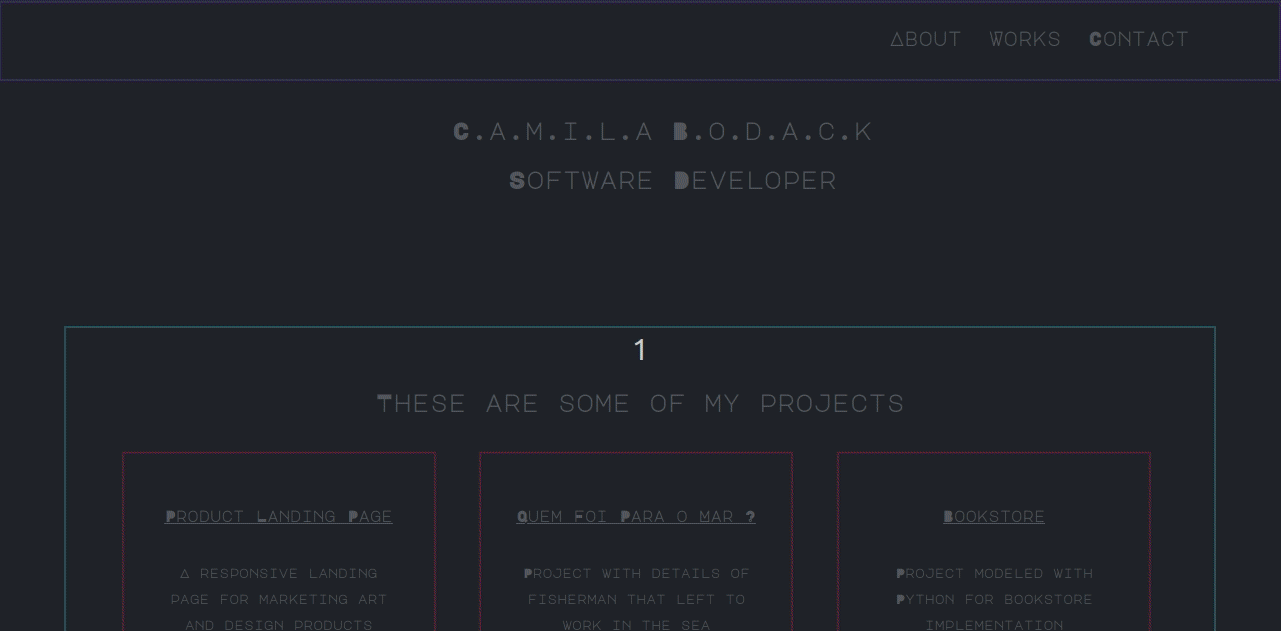 About Works Contact
C.A.M.I.L.A B.O.D.A.C.K
Software Developer
1
These are some of my projects
Product Landing Page
A responsive landing
page for marketing art
and design products
Quem Foi Para o Mar ?
Project with details of
fisherman that left to
work in the sea
Bookstore
Project modeled with
Python for bookstore
implementation